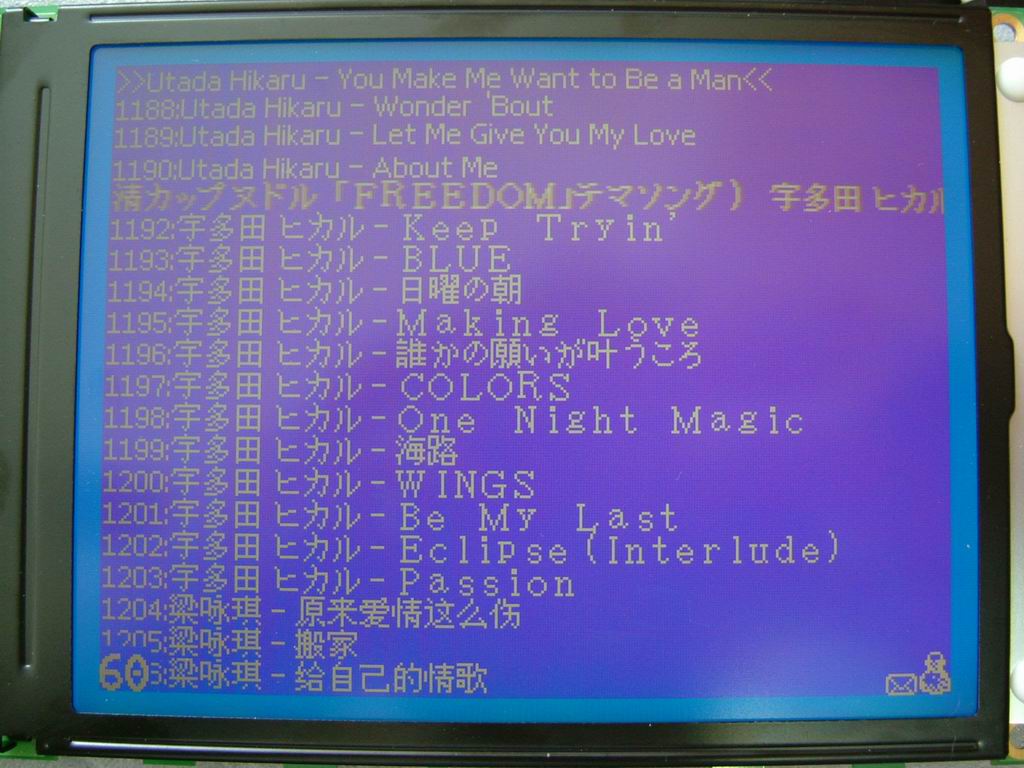 >>Utada Hikaru - You Make Me Want to Be a Man<<
1188:Utada Hikaru - Wonder 'Bout
1189:Utada Hikaru - Let Me Give You My Love
1190:Utada Hikaru - About Me
清カップヌドル「FREEDOM」テマソング) 宇多田 ヒカル
1192:宇多田 ヒカル - Keep Tryin'
1193:宇多田 ヒカル - BLUE
1194:宇多田 ヒカル - 日曜の朝
1195:宇多田 ヒカル - Making Love
1196:宇多田 ヒカル - 誰かの願いが叶うころ
1197:宇多田 ヒカル - COLORS
1198:宇多田 ヒカル - One Night Magic
1199:宇多田 ヒカル - 海路
1200:宇多田 ヒカル - WINGS
1201:宇多田 ヒカル - Be My Last
1202:宇多田 ヒカル - Eclipse(Interlude)
1203:宇多田 ヒカル - Passion
1204:梁咏琪 - 原来爱情这么伤
1205:梁咏琪 - 搬家
60 6:梁咏琪 - 给自己的情歌